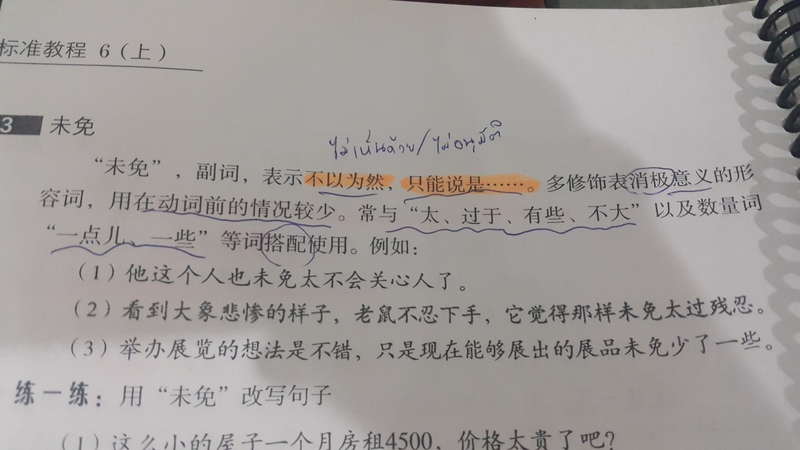 标准教程 6（上）
3 未免
ไม่เห็นด้วย/ไม่อนุมัติ
“未免”，副词，表示不以为然，只能说是……。多修饰表消极意义的形
容词，用在动词前的情况较少。常与“太、过于、有些、不大”以及数量词
“一点儿、一些”等词搭配使用。例如：
（1）他这个人也未免太不会关心人了。
（2）看到大象悲惨的样子，老鼠不忍下手，它觉得那样未免太过残忍。
（3）举办展览的想法是不错，只是现在能够展出的展品未免少了一些。
练一练：用“未免”改写句子
（1）这么小的屋子一个月房租4500，价格太贵了吧？